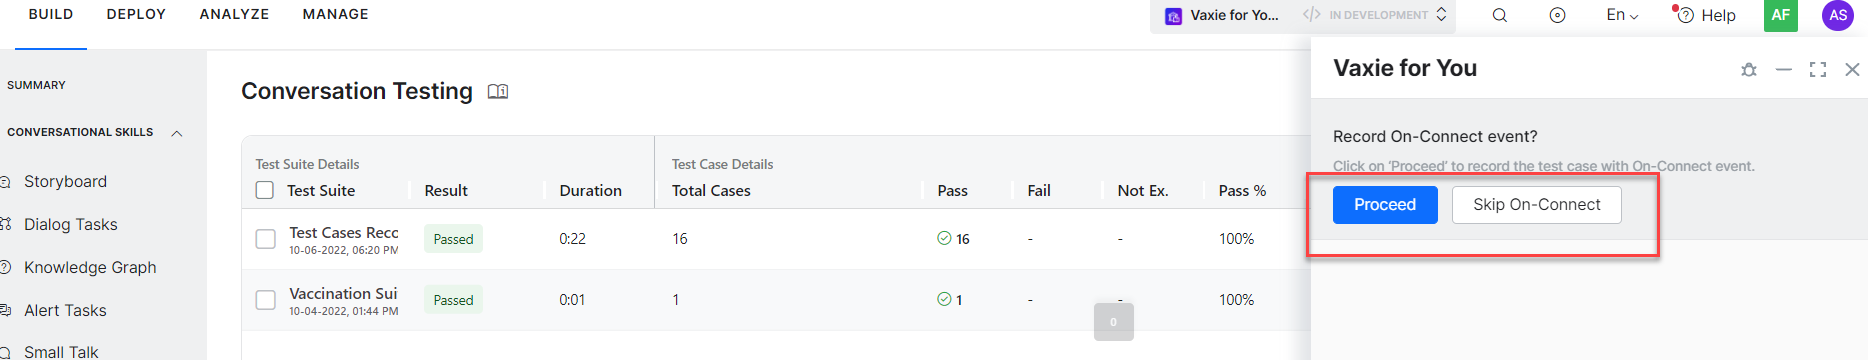 BUILD DEPLOY ANALYZE MANAGE Vaxie for Yo... </> IN DEVELOPMENT En Help AF AS
SUMMARY
CONVERSATIONAL SKILLS
Storyboard
Dialog Tasks
Knowledge Graph
Alert Tasks
Small Talk
Conversation Testing
Test Suite Details Test Case Details
Test Suite Result Duration Total Cases Pass Fail Not Ex. Pass %
Test Cases Recc Passed 0:22 16 16 - - 100%
10-06-2022, 06:20 PM
Vaccination Sui Passed 0:01 1 1 - - 100%
10-04-2022, 01:44 PM
0
Vaxie for You
Record On-Connect event?
Click on ‘Proceed’ to record the test case with On-Connect event.
Proceed Skip On-Connect